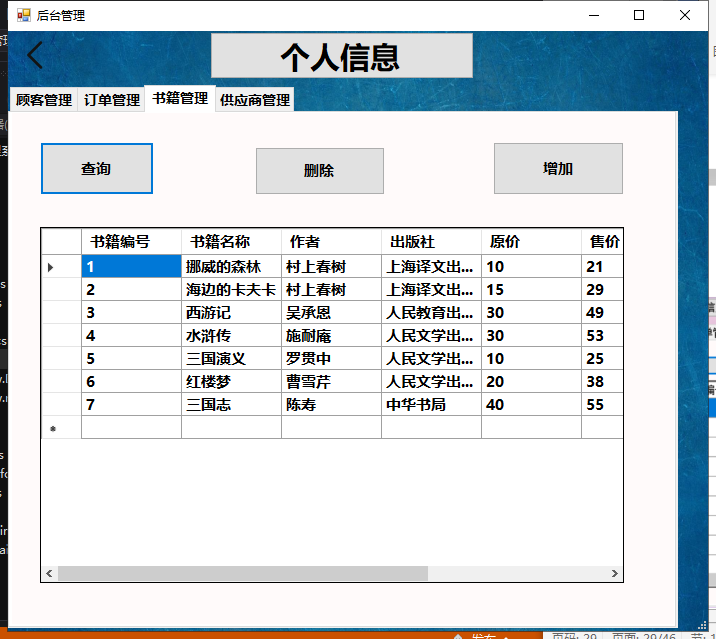 后台管理
个人信息
顾客管理 订单管理 书籍管理 供应商管理
查询 删除 增加
书籍编号 书籍名称 作者 出版社 原价 售价
1 挪威的森林 村上春树 上海译文出... 10 21
2 海边的卡夫卡 村上春树 上海译文出... 15 29
3 西游记 吴承恩 人民教育出... 30 49
4 水浒传 施耐庵 人民文学出... 30 53
5 三国演义 罗贯中 人民文学出... 10 25
6 红楼梦 曹雪芹 人民文学出... 20 38
7 三国志 陈寿 中华书局 40 55